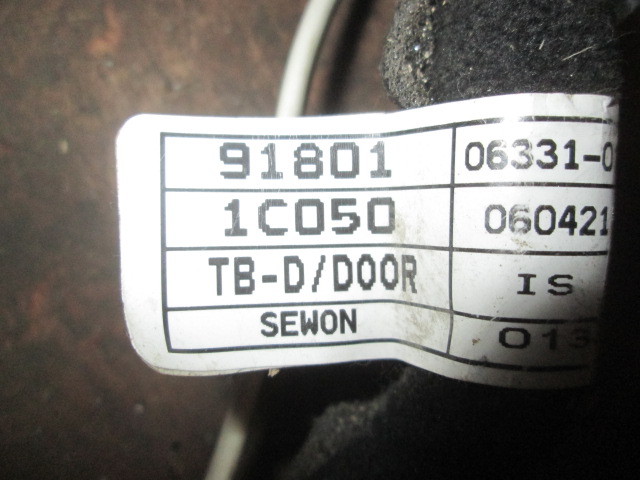 91801 06331-0
1C050 060421
TB-D/DOOR IS
SEWON 013